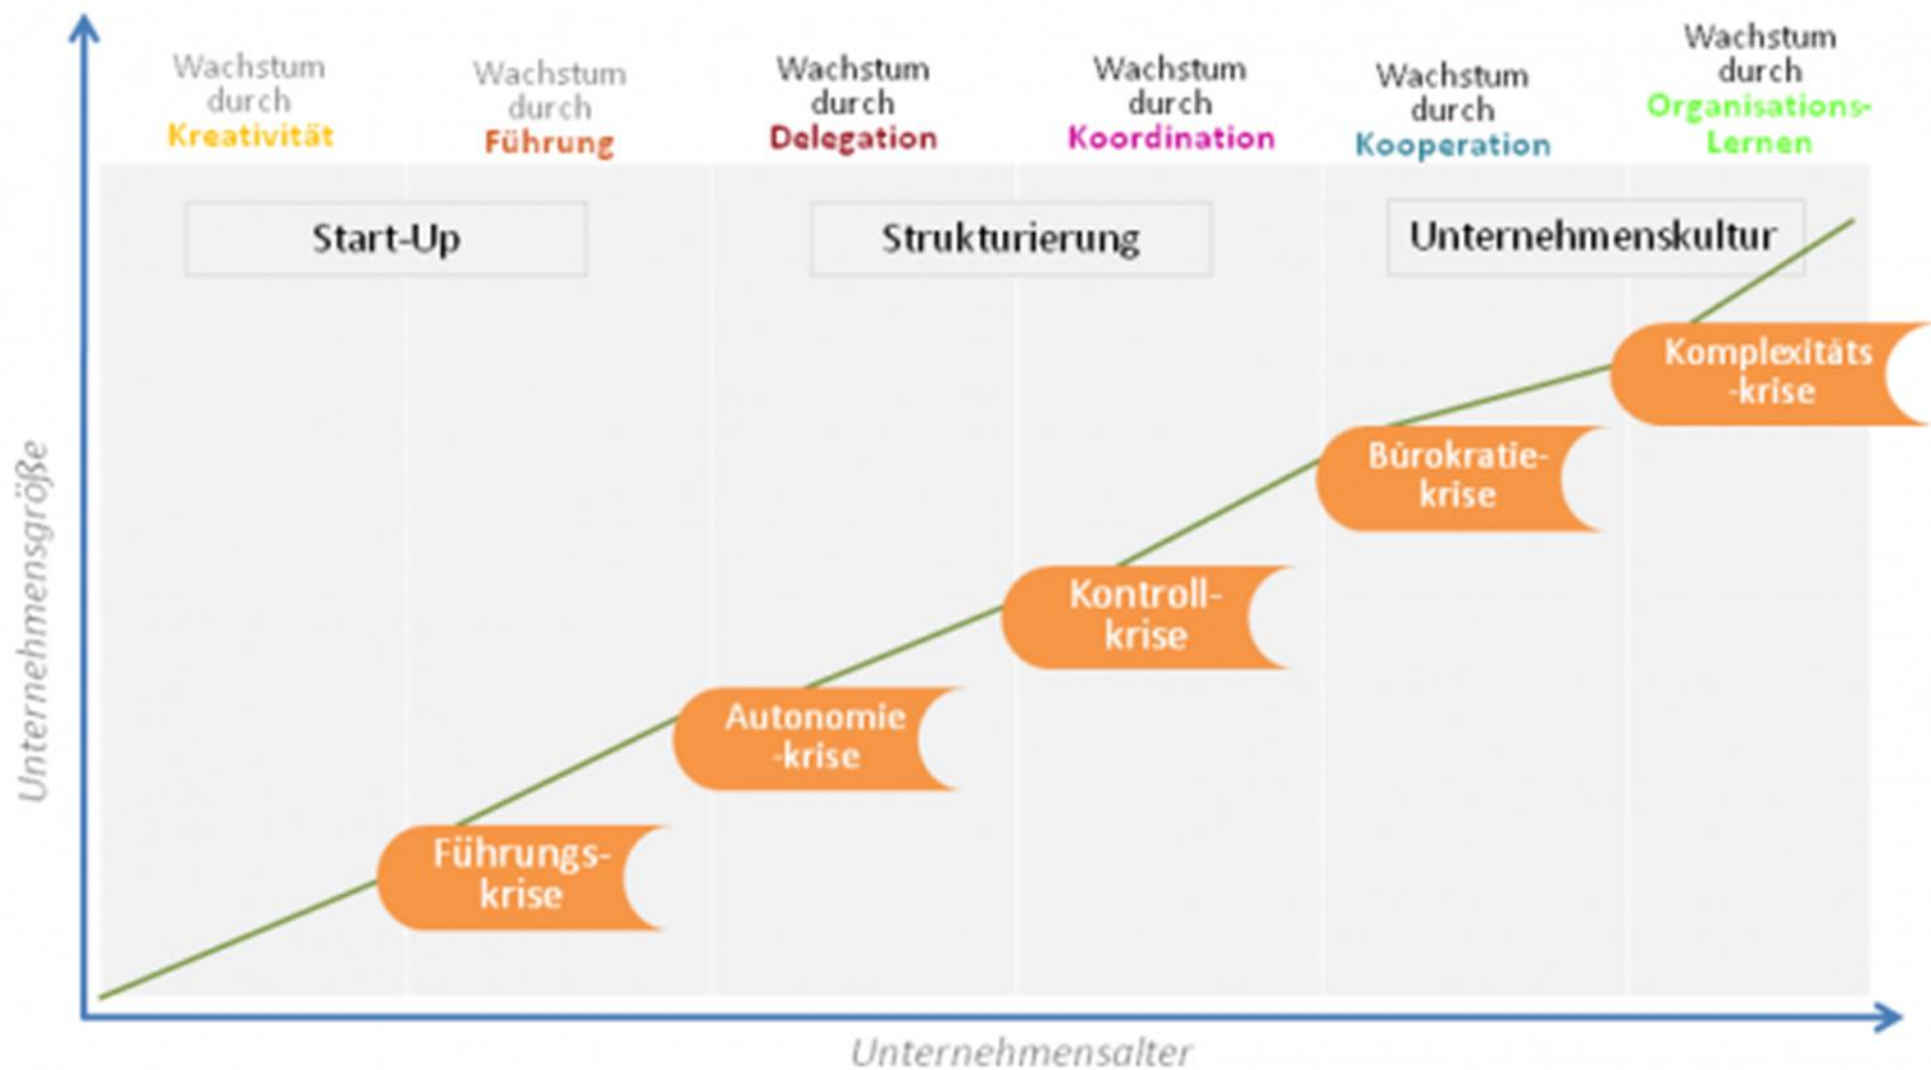 Wachstum
durch
Kreativität
Wachstum
durch
Führung
Wachstum
durch
Delegation
Wachstum
durch
Koordination
Wachstum
durch
Kooperation
Wachstum
durch
Organisations-
Lernen
Start-Up
Strukturierung
Unternehmenskultur
Komplexitäts
-krise
Bürokratie-
krise
Kontroll-
krise
Autonomie
-krise
Führungs-
krise
Unternehmensgröße
Unternehmensalter